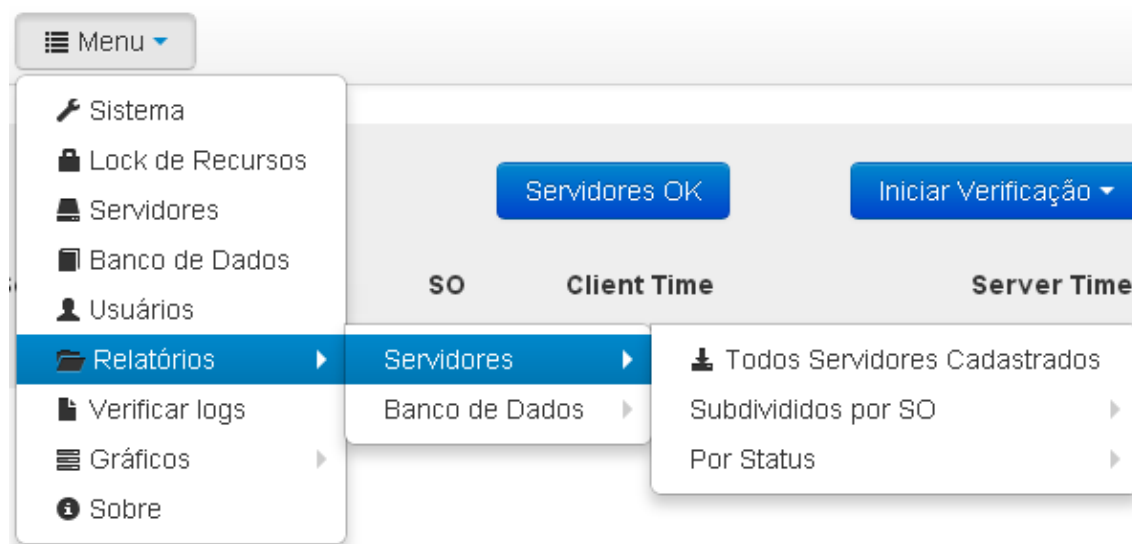 Menu
Sistema
Lock de Recursos
Servidores
Banco de Dados
Usuários
Relatórios
Verificar logs
Gráficos
Sobre
Servidores OK
Iniciar Verificação
SO
Client Time
Server Time
Servidores
Banco de Dados
Todos Servidores Cadastrados
Subdivididos por SO
Por Status